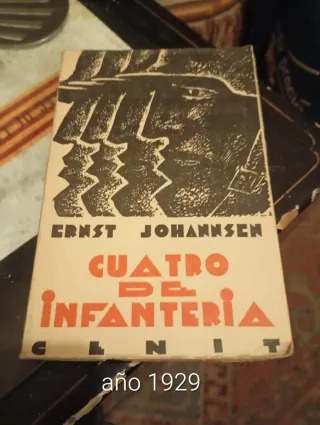 ERNST JOHANNSEN
CUATRO
DE
INFANTERIA
CENIT
año 1929